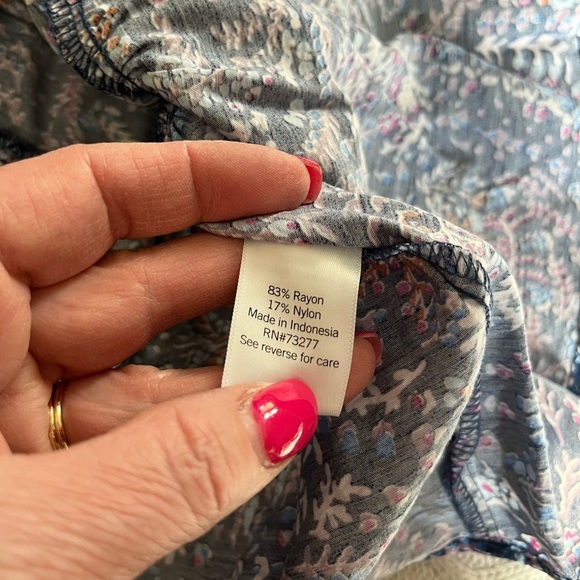 83% Rayon
17% Nylon
Made in Indonesia
RN#73277
See reverse for care